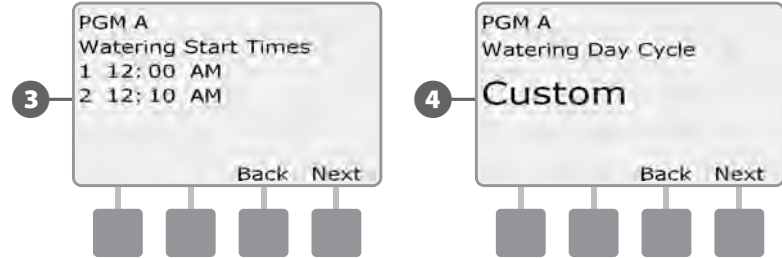 3
PGM A
Watering Start Times
1 12:00 AM
2 12:10 AM
Back Next
4
PGM A
Watering Day Cycle
Custom
Back Next